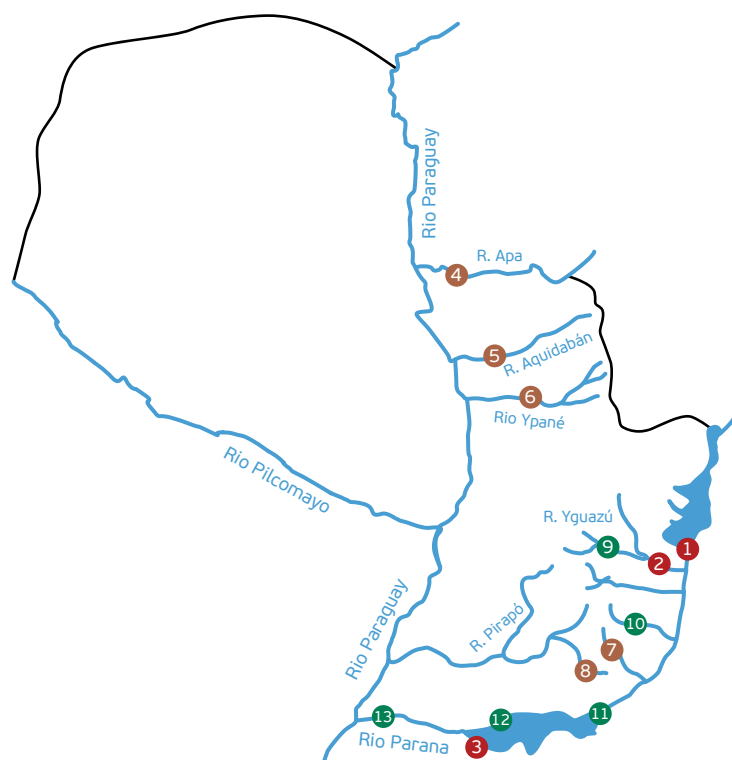 Rio Paraguay
R. Apa
4
5
R. Aquidabán
6
Rio Ypané
Rio Pilcomayo
R. Yguazú
9
1
2
Rio Paraguay
R. Pirapó
10
7
8
13
12
11
Rio Parana
3